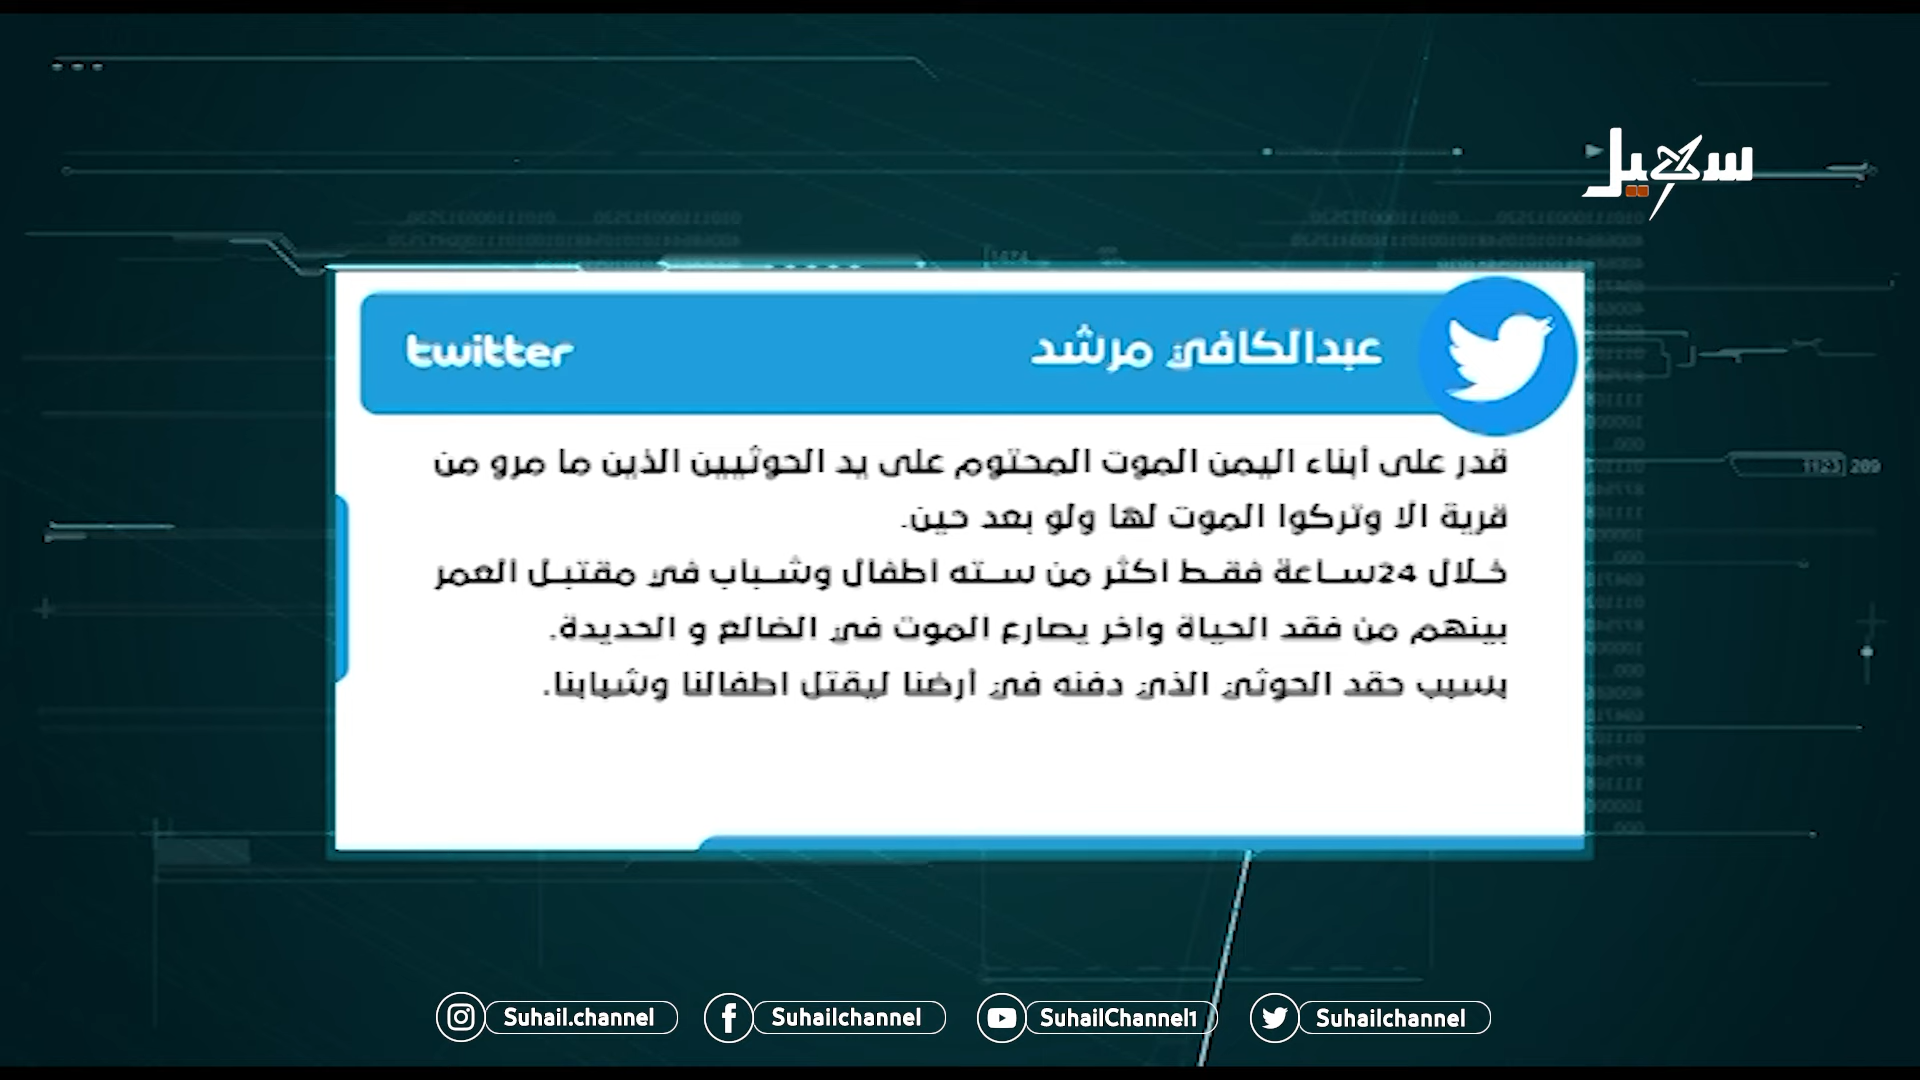 سهيل
twitter
عبدالكافي مرشد
قدر على أبناء اليمن الموت المحتوم على يد الحوثيين الذين ما مرو من
قرية الا وتركوا الموت لها ولو بعد حين.
خلال 24ساعة فقط اكثر من سته اطفال وشباب في مقتبل العمر
بينهم من فقد الحياة واخر يصارع الموت في الضالع و الحديدة.
بسبب حقد الحوثي الذي دفنه في أرضنا ليقتل اطفالنا وشبابنا.
1123 209
Suhail.channel
Suhailchannel
SuhailChannel1
Suhailchannel